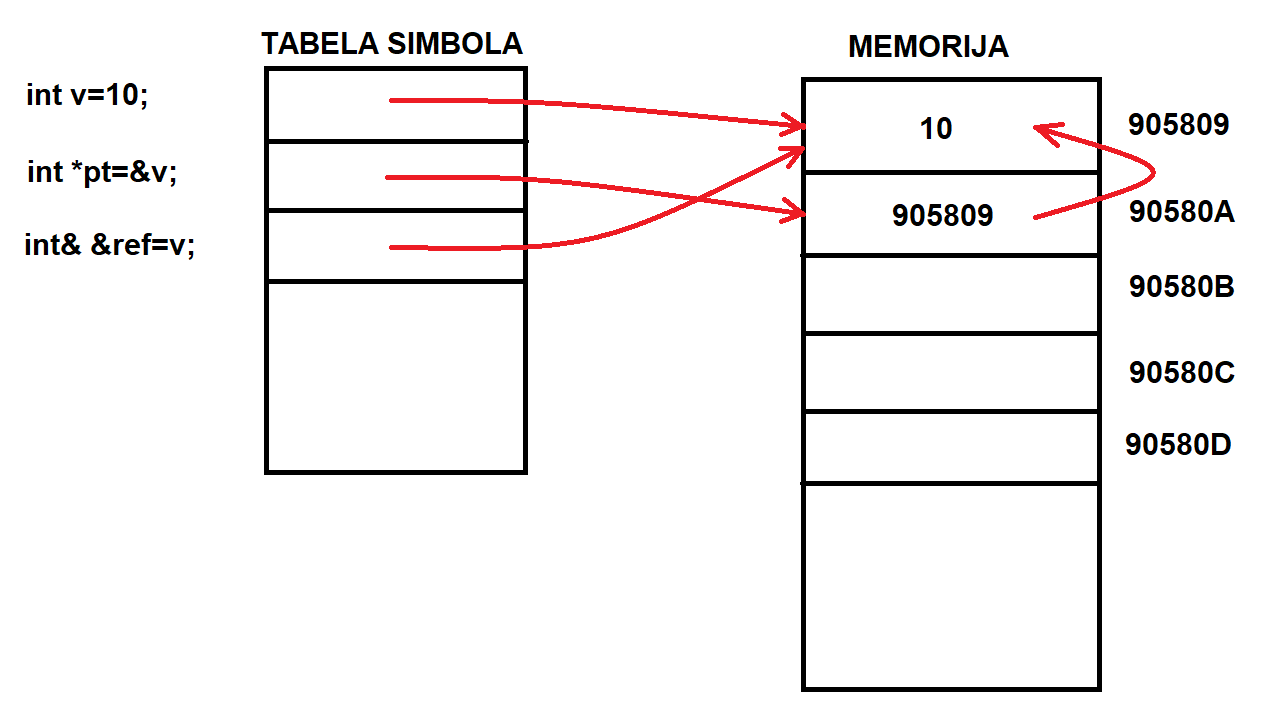 TABELA SIMBOLA
MEMORIJA
int v=10;
10
905809
int *pt=&v;
905809
90580A
int& &ref=v;
90580B
90580C
90580D